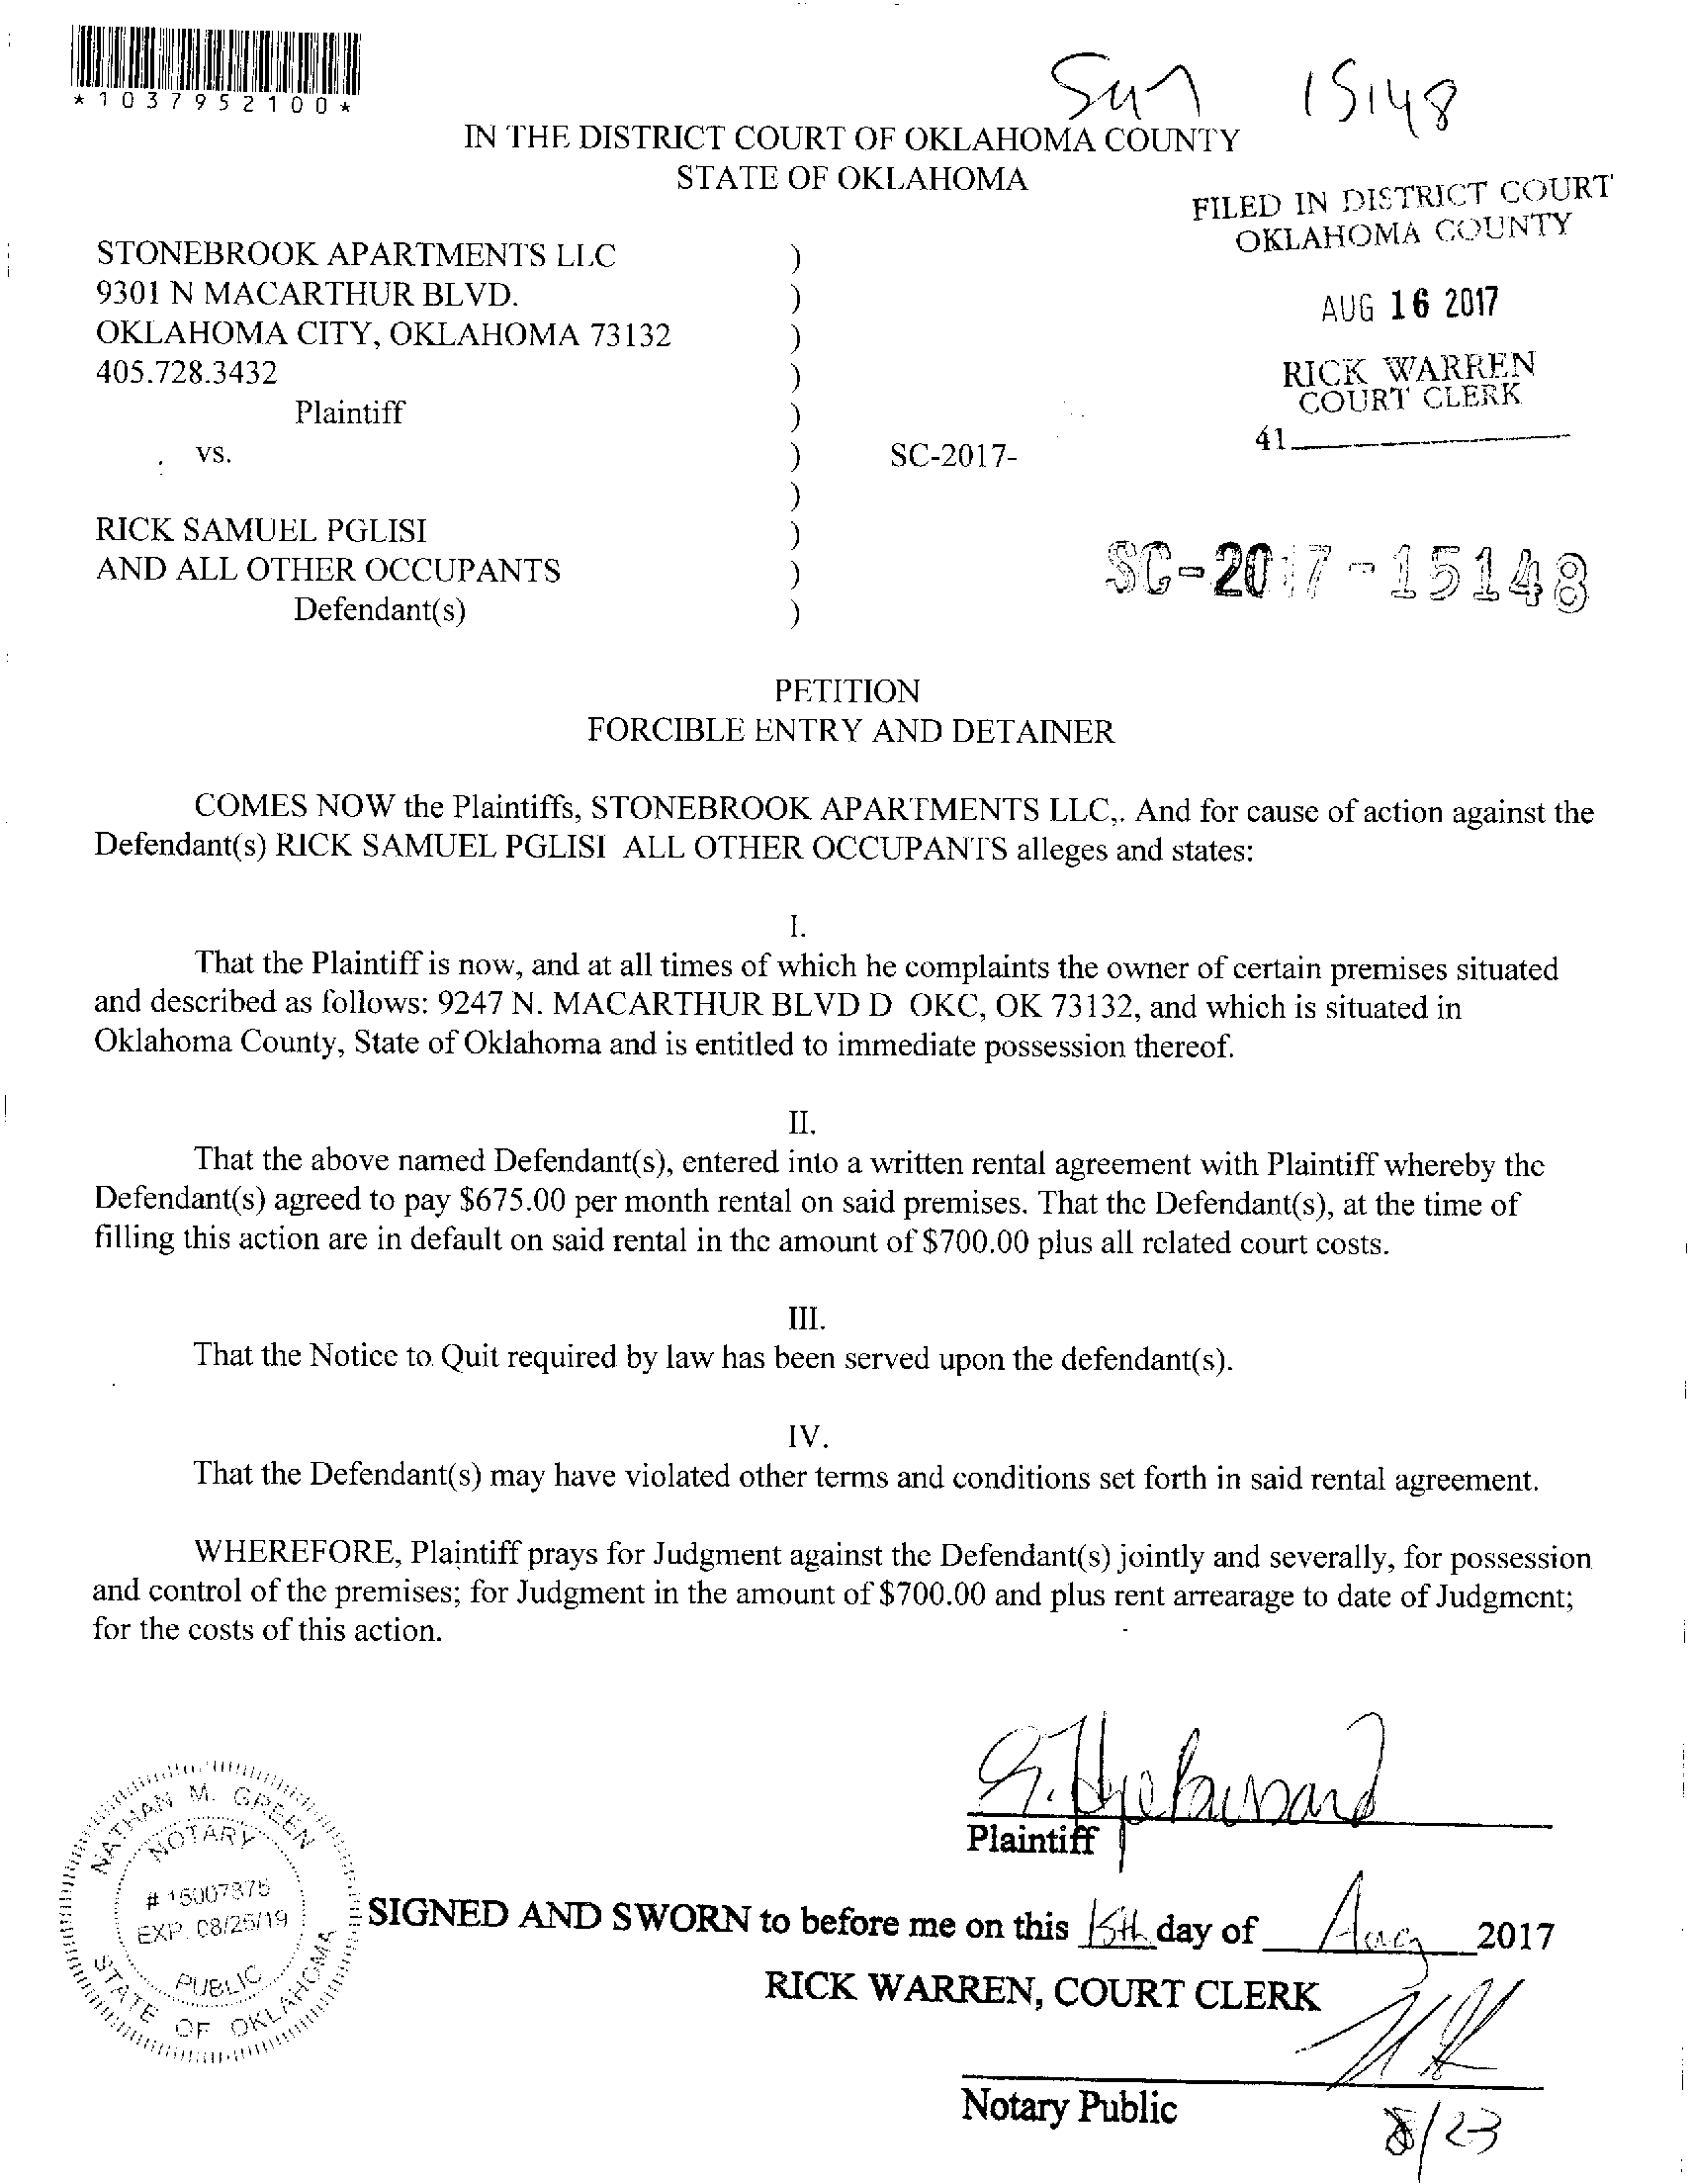 *1037952100*
15148
IN THE DISTRICT COURT OF OKLAHOMA COUNTY
STATE OF OKLAHOMA
FILED IN DISTRICT COURT
OKLAHOMA COUNTY
AUG 16 2017
RICK WARREN
COURT CLERK
41
STONEBROOK APARTMENTS LLC )
9301 N MACARTHUR BLVD. )
OKLAHOMA CITY, OKLAHOMA 73132 )
405.728.3432 )
Plaintiff )
vs. ) SC-2017-
)
RICK SAMUEL PGLISI )
AND ALL OTHER OCCUPANTS )
Defendant(s) )
SC-2017-15148
PETITION
FORCIBLE ENTRY AND DETAINER
COMES NOW the Plaintiffs, STONEBROOK APARTMENTS LLC,. And for cause of action against the
Defendant(s) RICK SAMUEL PGLISI ALL OTHER OCCUPANTS alleges and states:
I.
That the Plaintiff is now, and at all times of which he complaints the owner of certain premises situated
and described as follows: 9247 N. MACARTHUR BLVD D OKC, OK 73132, and which is situated in
Oklahoma County, State of Oklahoma and is entitled to immediate possession thereof.
II.
That the above named Defendant(s), entered into a written rental agreement with Plaintiff whereby the
Defendant(s) agreed to pay $675.00 per month rental on said premises. That the Defendant(s), at the time of
filling this action are in default on said rental in the amount of $700.00 plus all related court costs.
III.
That the Notice to Quit required by law has been served upon the defendant(s).
IV.
That the Defendant(s) may have violated other terms and conditions set forth in said rental agreement.
WHEREFORE, Plaintiff prays for Judgment against the Defendant(s) jointly and severally, for possession
and control of the premises; for Judgment in the amount of $700.00 and plus rent arrearage to date of Judgment;
for the costs of this action.
Plaintiff
NATHAN M. GREEN
NOTARY
EXP. 08/25/19
PUBLIC
STATE OF OKLAHOMA
SIGNED AND SWORN to before me on this 15th day of Aug 2017
RICK WARREN, COURT CLERK
Notary Public
8/23